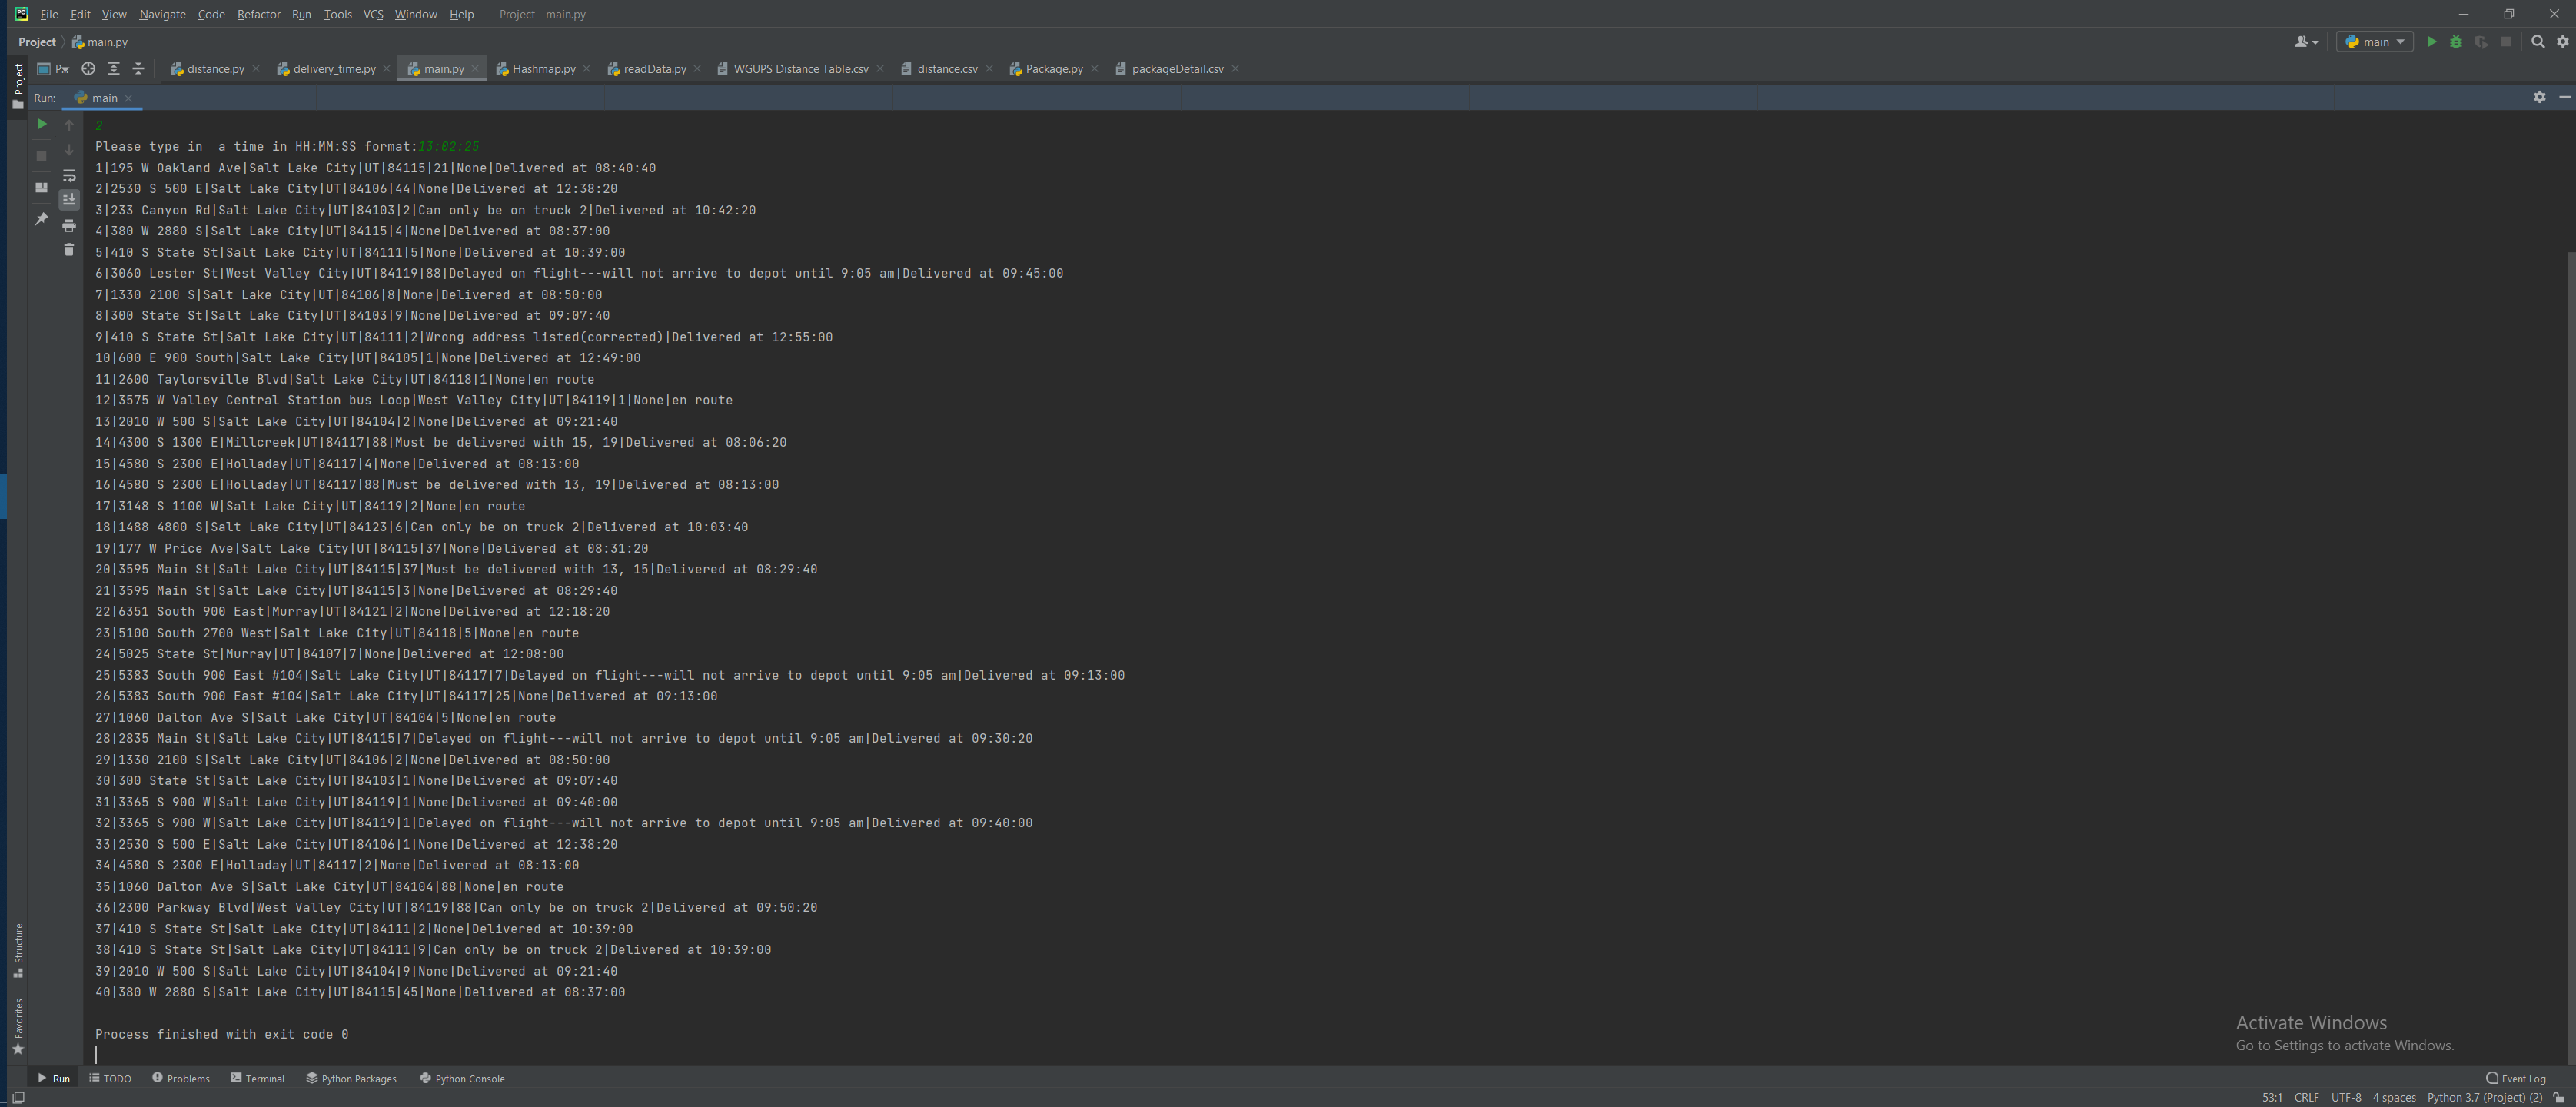 File Edit View Navigate Code Refactor Run Tools VCS Window Help Project - main.py
Project main.py main
Project P distance.py delivery_time.py main.py Hashmap.py readData.py WGUPS Distance Table.csv distance.csv Package.py packageDetail.csv
Run: main
2
Please type in  a time in HH:MM:SS format:13:02:25
1|195 W Oakland Ave|Salt Lake City|UT|84115|21|None|Delivered at 08:40:40
2|2530 S 500 E|Salt Lake City|UT|84106|44|None|Delivered at 12:38:20
3|233 Canyon Rd|Salt Lake City|UT|84103|2|Can only be on truck 2|Delivered at 10:42:20
4|380 W 2880 S|Salt Lake City|UT|84115|4|None|Delivered at 08:37:00
5|410 S State St|Salt Lake City|UT|84111|5|None|Delivered at 10:39:00
6|3060 Lester St|West Valley City|UT|84119|88|Delayed on flight---will not arrive to depot until 9:05 am|Delivered at 09:45:00
7|1330 2100 S|Salt Lake City|UT|84106|8|None|Delivered at 08:50:00
8|300 State St|Salt Lake City|UT|84103|9|None|Delivered at 09:07:40
9|410 S State St|Salt Lake City|UT|84111|2|Wrong address listed(corrected)|Delivered at 12:55:00
10|600 E 900 South|Salt Lake City|UT|84105|1|None|Delivered at 12:49:00
11|2600 Taylorsville Blvd|Salt Lake City|UT|84118|1|None|en route
12|3575 W Valley Central Station bus Loop|West Valley City|UT|84119|1|None|en route
13|2010 W 500 S|Salt Lake City|UT|84104|2|None|Delivered at 09:21:40
14|4300 S 1300 E|Millcreek|UT|84117|88|Must be delivered with 15, 19|Delivered at 08:06:20
15|4580 S 2300 E|Holladay|UT|84117|4|None|Delivered at 08:13:00
16|4580 S 2300 E|Holladay|UT|84117|88|Must be delivered with 13, 19|Delivered at 08:13:00
17|3148 S 1100 W|Salt Lake City|UT|84119|2|None|en route
18|1488 4800 S|Salt Lake City|UT|84123|6|Can only be on truck 2|Delivered at 10:03:40
19|177 W Price Ave|Salt Lake City|UT|84115|37|None|Delivered at 08:31:20
20|3595 Main St|Salt Lake City|UT|84115|37|Must be delivered with 13, 15|Delivered at 08:29:40
21|3595 Main St|Salt Lake City|UT|84115|3|None|Delivered at 08:29:40
22|6351 South 900 East|Murray|UT|84121|2|None|Delivered at 12:18:20
23|5100 South 2700 West|Salt Lake City|UT|84118|5|None|en route
24|5025 State St|Murray|UT|84107|7|None|Delivered at 12:08:00
25|5383 South 900 East #104|Salt Lake City|UT|84117|7|Delayed on flight---will not arrive to depot until 9:05 am|Delivered at 09:13:00
26|5383 South 900 East #104|Salt Lake City|UT|84117|25|None|Delivered at 09:13:00
27|1060 Dalton Ave S|Salt Lake City|UT|84104|5|None|en route
28|2835 Main St|Salt Lake City|UT|84115|7|Delayed on flight---will not arrive to depot until 9:05 am|Delivered at 09:30:20
29|1330 2100 S|Salt Lake City|UT|84106|2|None|Delivered at 08:50:00
30|300 State St|Salt Lake City|UT|84103|1|None|Delivered at 09:07:40
31|3365 S 900 W|Salt Lake City|UT|84119|1|None|Delivered at 09:40:00
32|3365 S 900 W|Salt Lake City|UT|84119|1|Delayed on flight---will not arrive to depot until 9:05 am|Delivered at 09:40:00
33|2530 S 500 E|Salt Lake City|UT|84106|1|None|Delivered at 12:38:20
34|4580 S 2300 E|Holladay|UT|84117|2|None|Delivered at 08:13:00
35|1060 Dalton Ave S|Salt Lake City|UT|84104|88|None|en route
36|2300 Parkway Blvd|West Valley City|UT|84119|88|Can only be on truck 2|Delivered at 09:50:20
37|410 S State St|Salt Lake City|UT|84111|2|None|Delivered at 10:39:00
38|410 S State St|Salt Lake City|UT|84111|9|Can only be on truck 2|Delivered at 10:39:00
39|2010 W 500 S|Salt Lake City|UT|84104|9|None|Delivered at 09:21:40
40|380 W 2880 S|Salt Lake City|UT|84115|45|None|Delivered at 08:37:00
Process finished with exit code 0
Structure
Favorites
Activate Windows
Go to Settings to activate Windows.
Run TODO Problems Terminal Python Packages Python Console Event Log
53:1 CRLF UTF-8 4 spaces Python 3.7 (Project) (2)